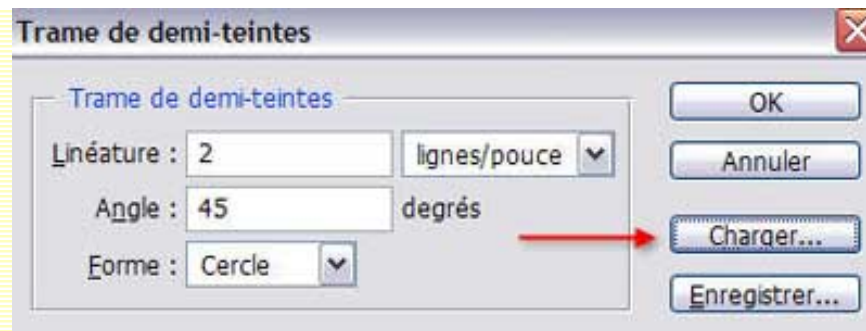 Trame de demi-teintes
Trame de demi-teintes
Linéature : 2 lignes/pouce
Angle : 45 degrés
Forme : Cercle
OK
Annuler
Charger...
Enregistrer...